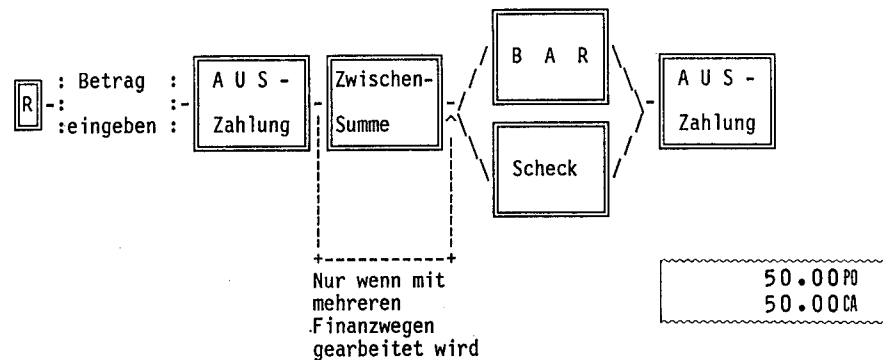 R
: Betrag :
-: :-
:eingeben :
A U S -
Zahlung
Zwischen-
Summe
B A R
Scheck
A U S -
Zahlung
Nur wenn mit
mehreren
Finanzwegen
gearbeitet wird
50.00PO
50.00CA